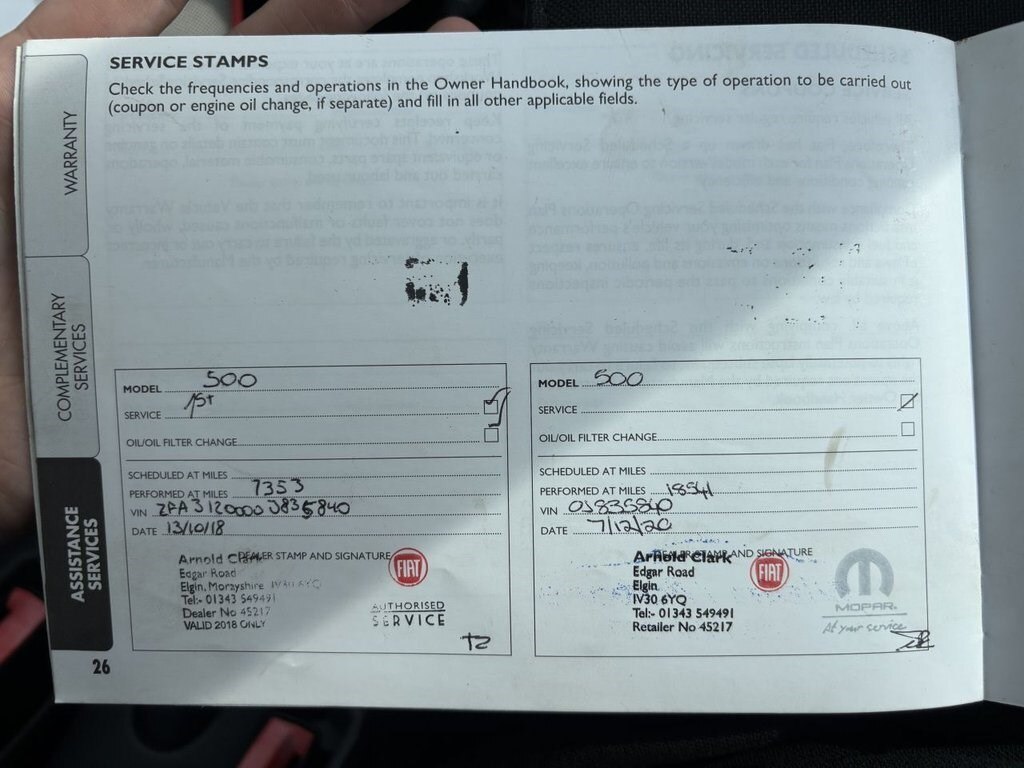 SERVICE STAMPS
Check the frequencies and operations in the Owner Handbook, showing the type of operation to be carried out
(coupon or engine oil change, if separate) and fill in all other applicable fields.
WARRANTY
COMPLEMENTARY
SERVICES
ASSISTANCE
SERVICES
MODEL 500
SERVICE 1st
OIL/OIL FILTER CHANGE
SCHEDULED AT MILES
PERFORMED AT MILES 7353
VIN ZFA3120000J835840
DATE 13/10/18
DEALER STAMP AND SIGNATURE
Arnold Clark
Edgar Road
Elgin, Morayshire IV30 6YQ
Tel:- 01343 549491
Dealer No 45217
VALID 2018 ONLY
FIAT
AUTHORISED
SERVICE
MODEL 500
SERVICE
OIL/OIL FILTER CHANGE
SCHEDULED AT MILES
PERFORMED AT MILES 18541
VIN 0J835840
DATE 7/12/20
DEALER STAMP AND SIGNATURE
Arnold Clark
Edgar Road
Elgin
IV30 6YQ
Tel:- 01343 549491
Retailer No 45217
FIAT
MOPAR
At your service
26